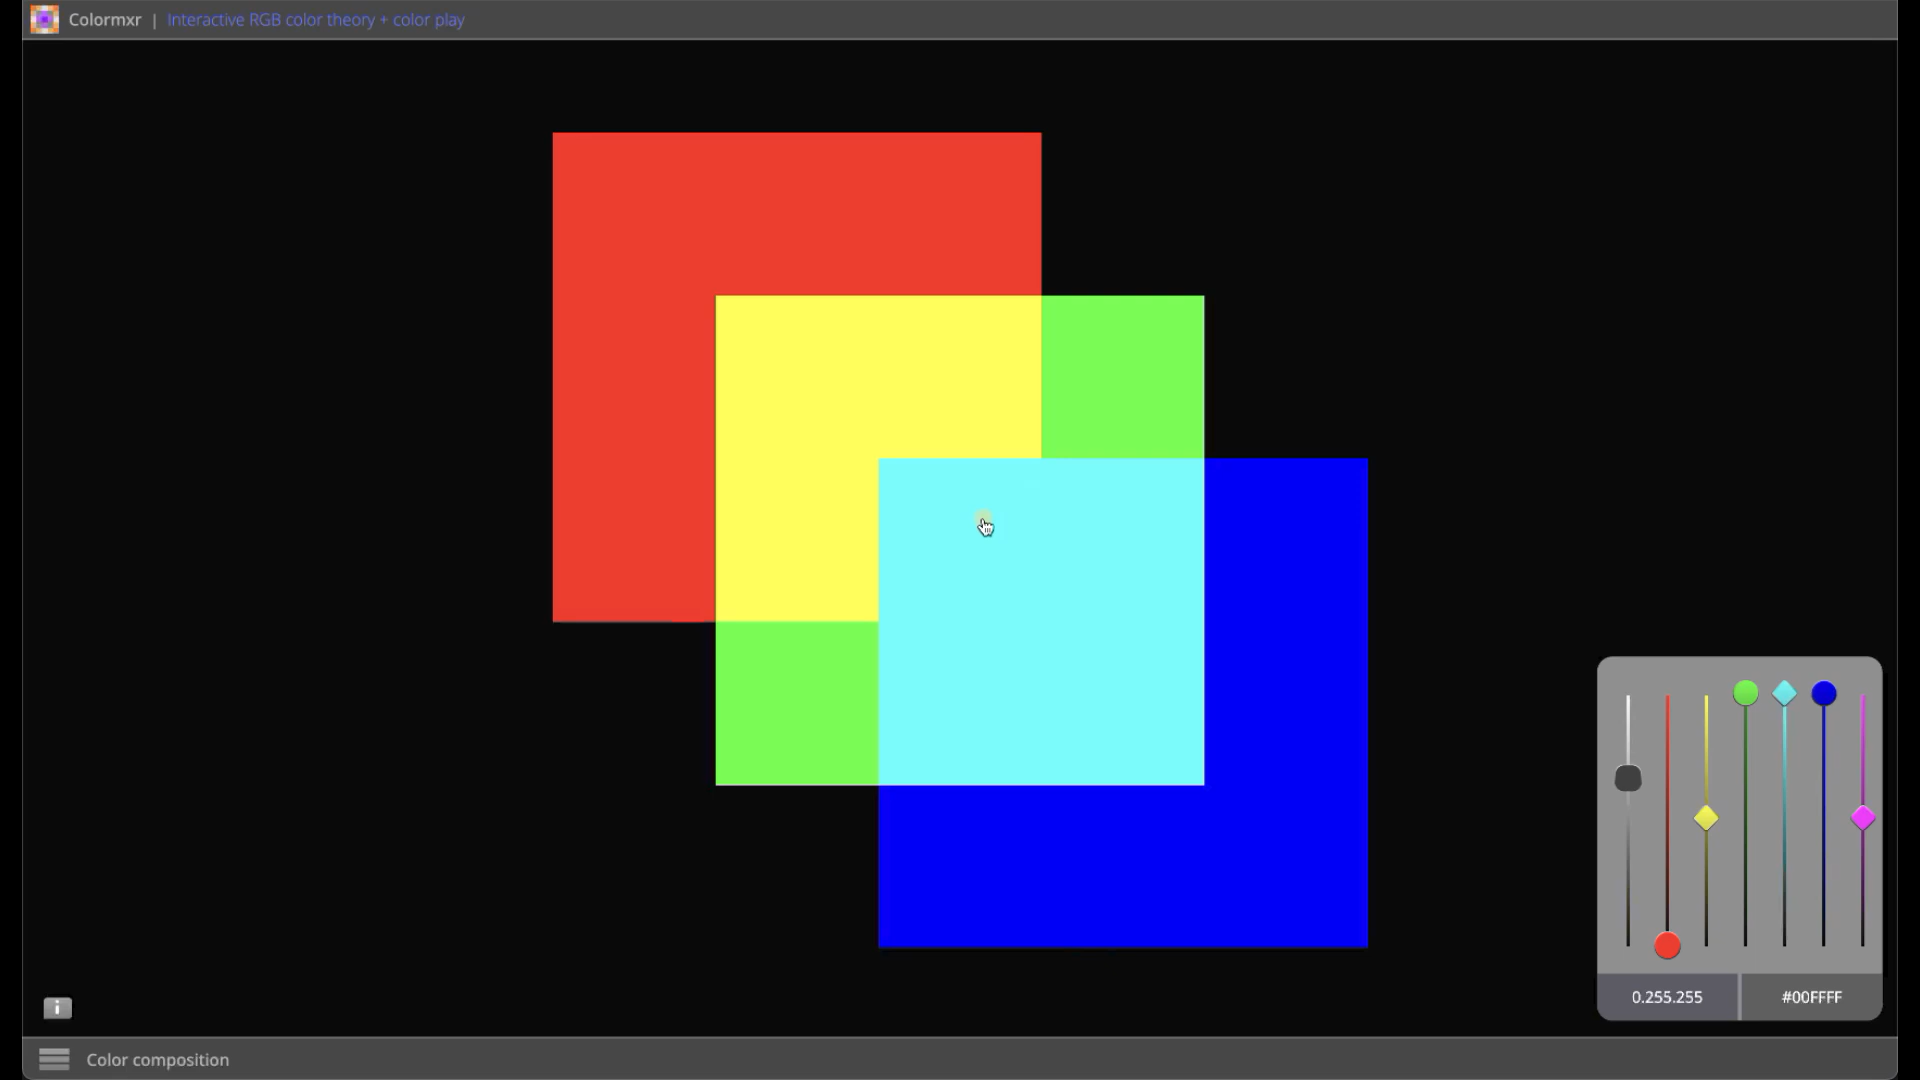 Colormxr | Interactive RGB color theory + color play
0.255.255 #00FFFF
i
Color composition